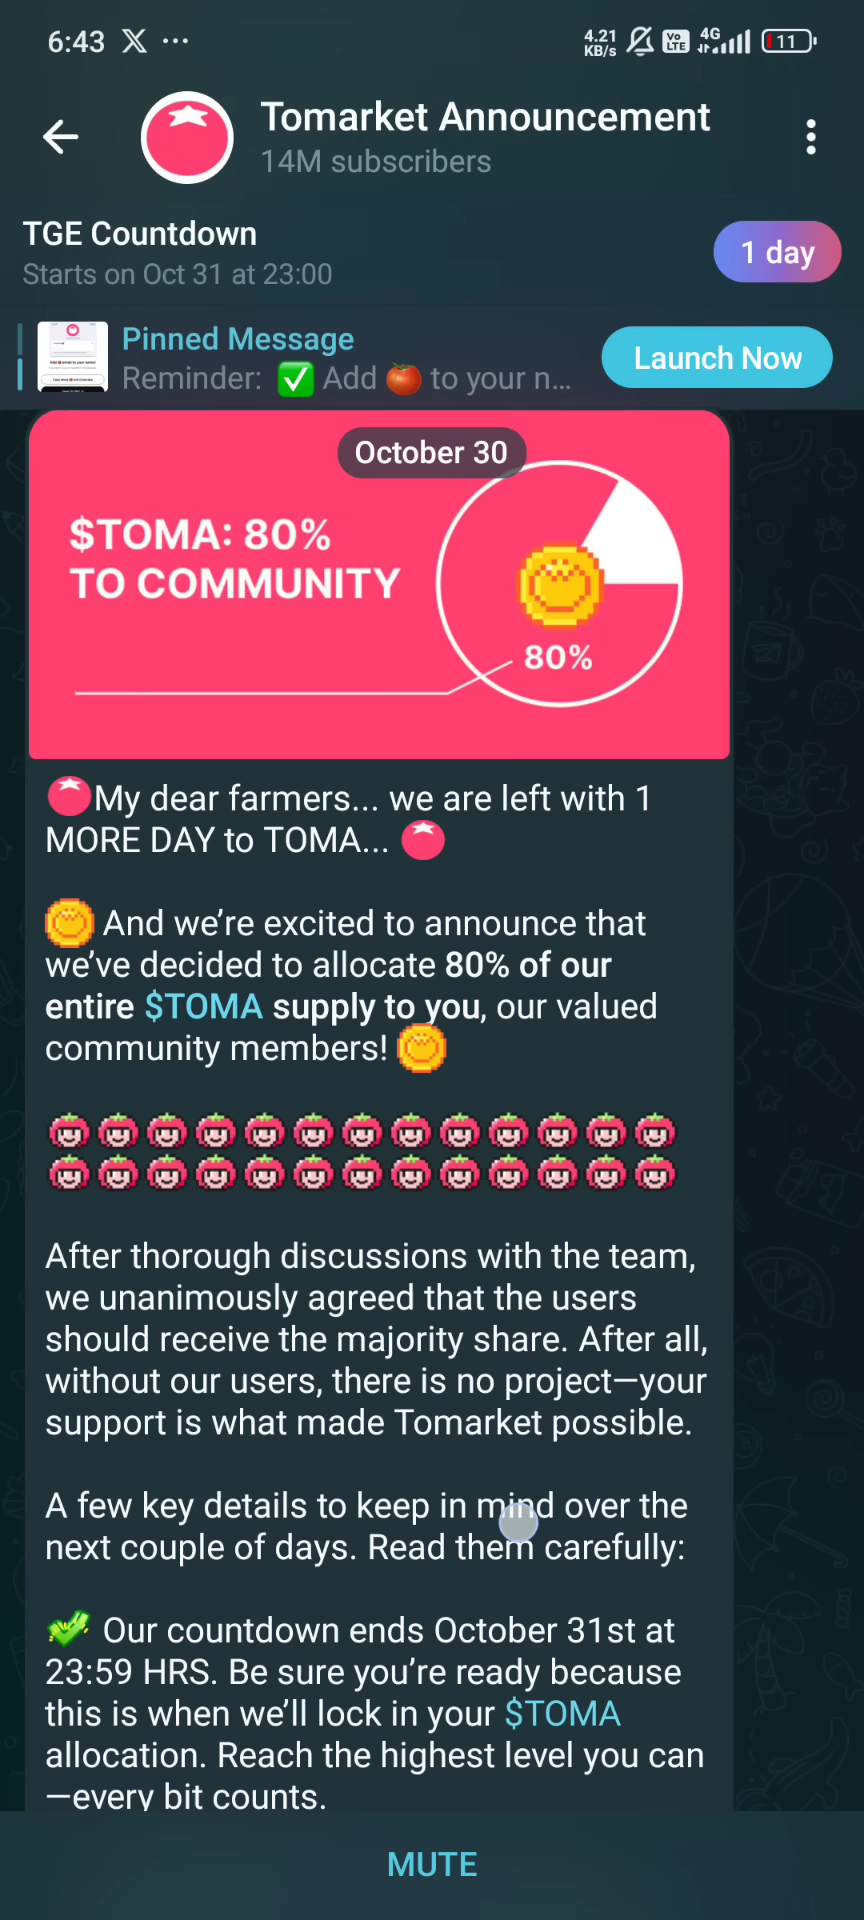 6:43 X ...
4.21 KB/s Vo LTE 4G 11
Tomarket Announcement
14M subscribers
TGE Countdown
Starts on Oct 31 at 23:00
1 day
Pinned Message
Reminder: ✅ Add 🍅 to your n...
Launch Now
October 30
$TOMA: 80%
TO COMMUNITY
80%
My dear farmers... we are left with 1
MORE DAY to TOMA...
And we’re excited to announce that
we’ve decided to allocate 80% of our
entire $TOMA supply to you, our valued
community members!
After thorough discussions with the team,
we unanimously agreed that the users
should receive the majority share. After all,
without our users, there is no project—your
support is what made Tomarket possible.
A few key details to keep in mind over the
next couple of days. Read them carefully:
Our countdown ends October 31st at
23:59 HRS. Be sure you’re ready because
this is when we’ll lock in your $TOMA
allocation. Reach the highest level you can
—every bit counts.
MUTE